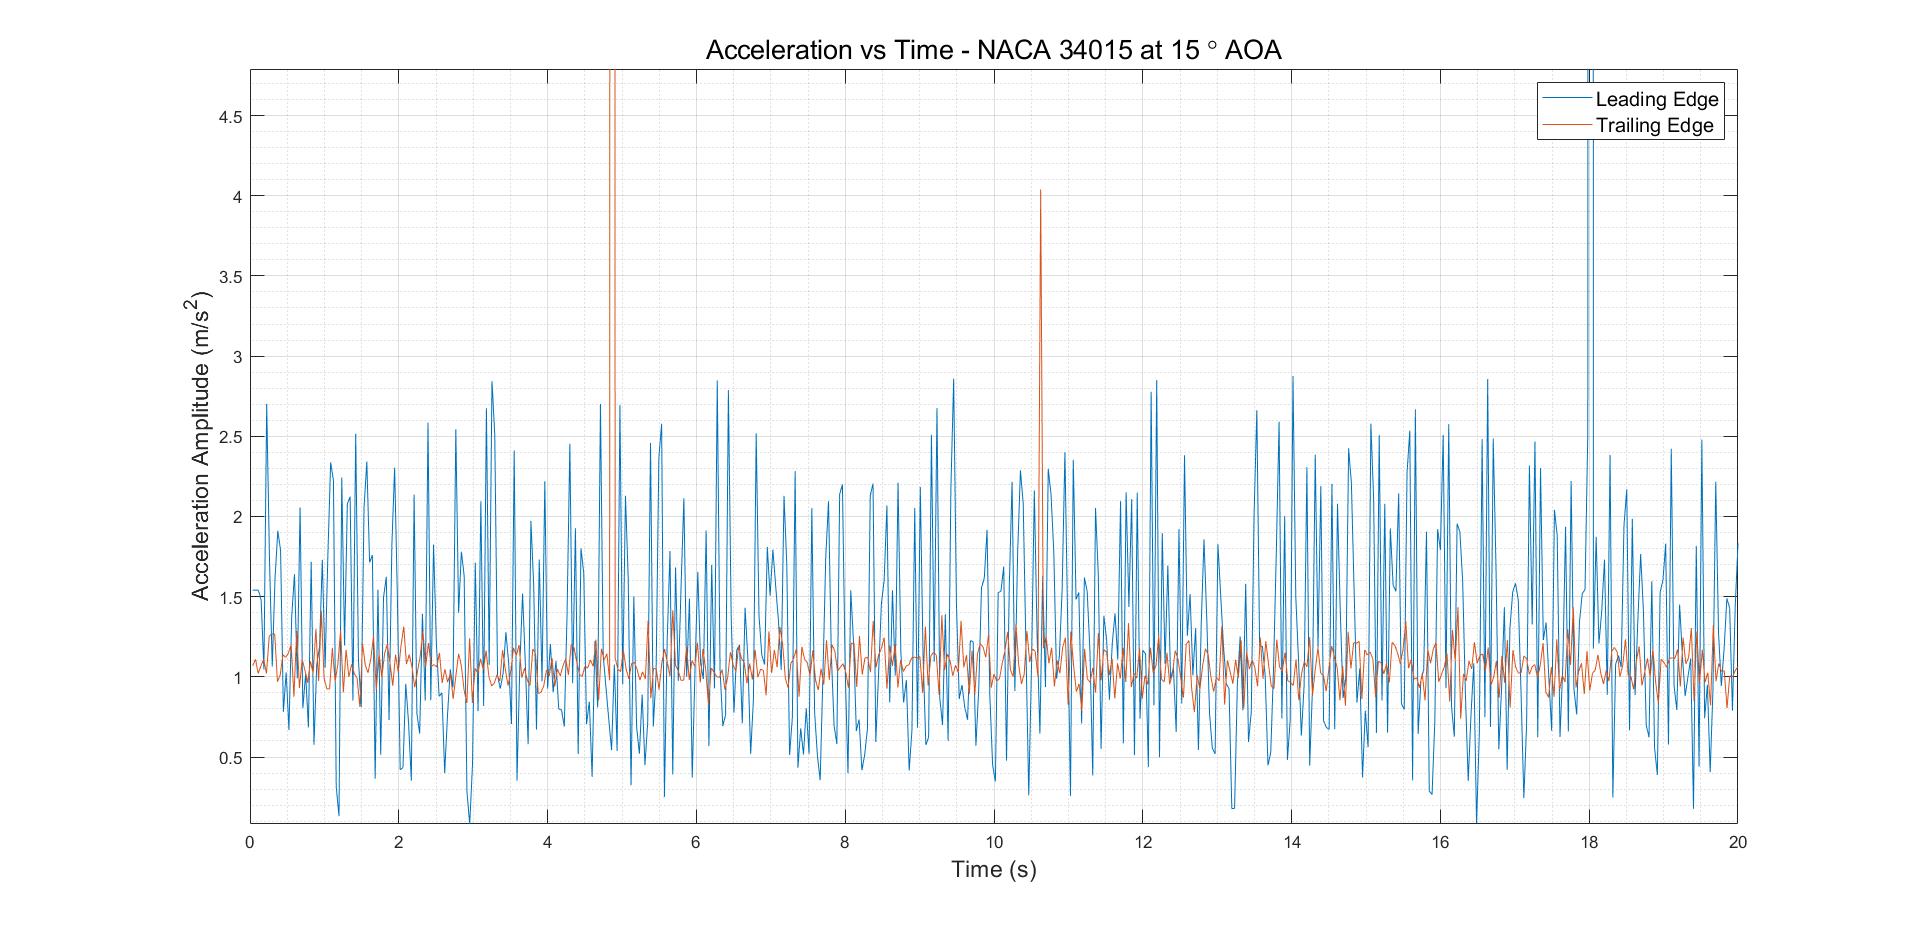 Acceleration vs Time - NACA 34015 at 15 ° AOA
Leading Edge
Trailing Edge
4.5
4
3.5
3
2.5
2
1.5
1
0.5
Acceleration Amplitude (m/s²)
0 2 4 6 8 10 12 14 16 18 20
Time (s)